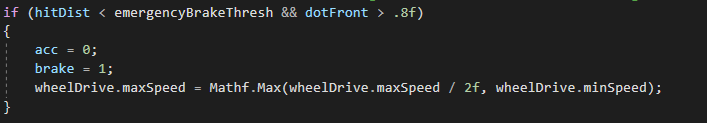 if (hitDist < emergencyBrakeThresh && dotFront > .8f)
{
    acc = 0;
    brake = 1;
    wheelDrive.maxSpeed = Mathf.Max(wheelDrive.maxSpeed / 2f, wheelDrive.minSpeed);
}